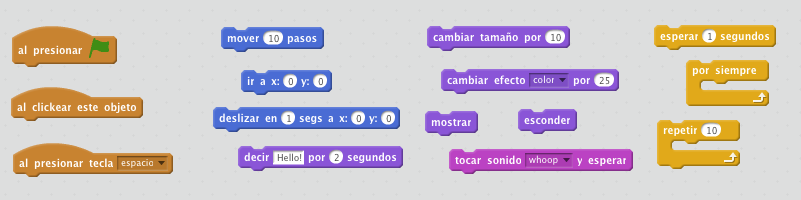 al presionar
al clickear este objeto
al presionar tecla espacio
mover 10 pasos
ir a x: 0 y: 0
deslizar en 1 segs a x: 0 y: 0
decir Hello! por 2 segundos
cambiar tamaño por 10
cambiar efecto color por 25
mostrar
esconder
tocar sonido whoop y esperar
esperar 1 segundos
por siempre
repetir 10